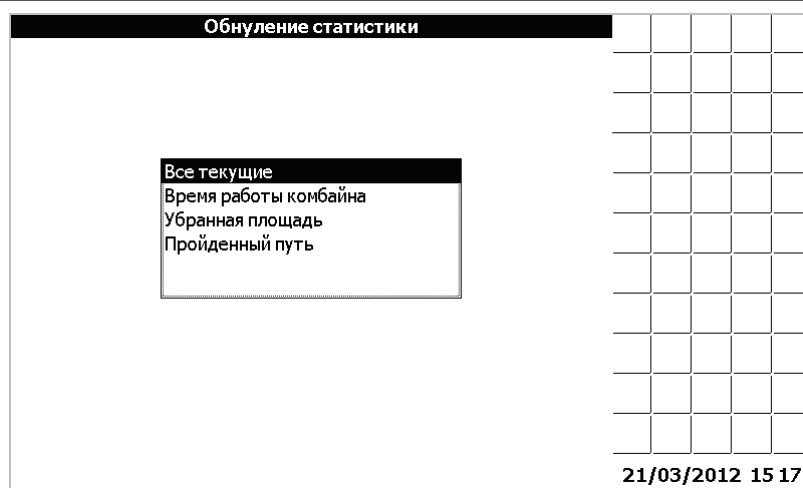 Обнуление статистики
Все текущие
Время работы комбайна
Убранная площадь
Пройденный путь
21/03/2012 15 17